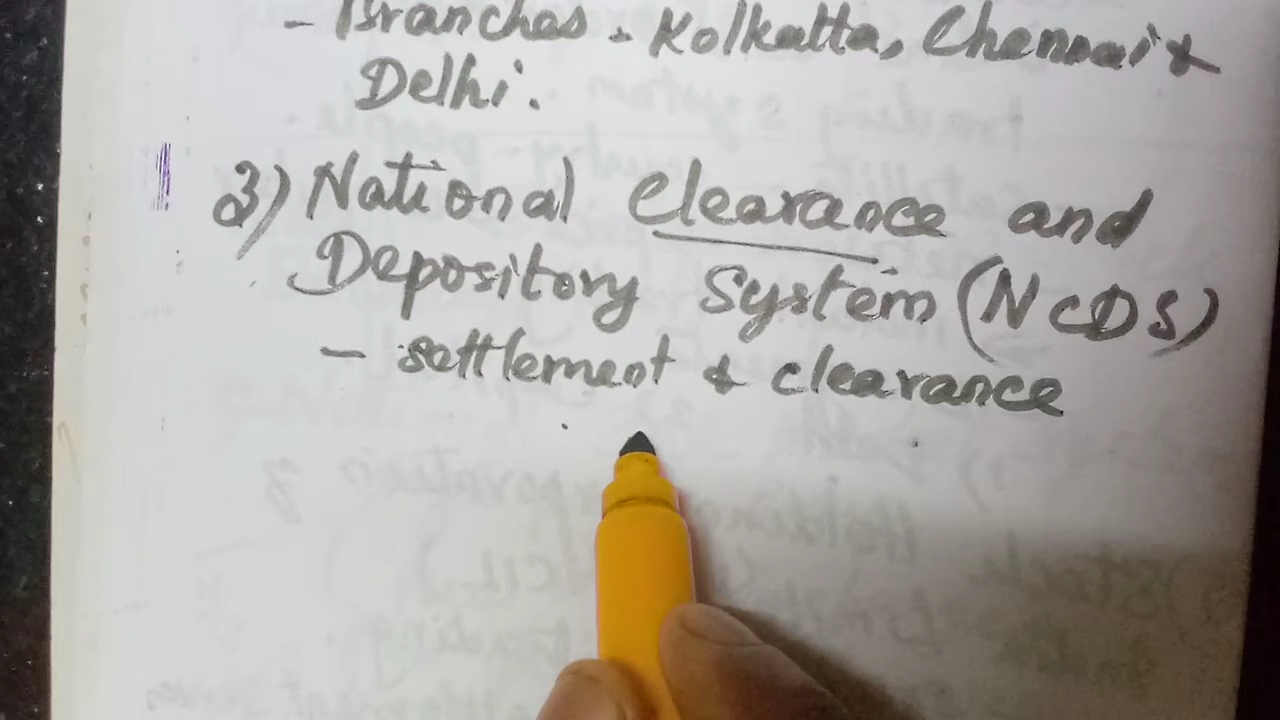 - Branches - Kolkatta, Chennai &
Delhi.
3) National Clearance and
Depository System (NCDS)
- settlement & clearance